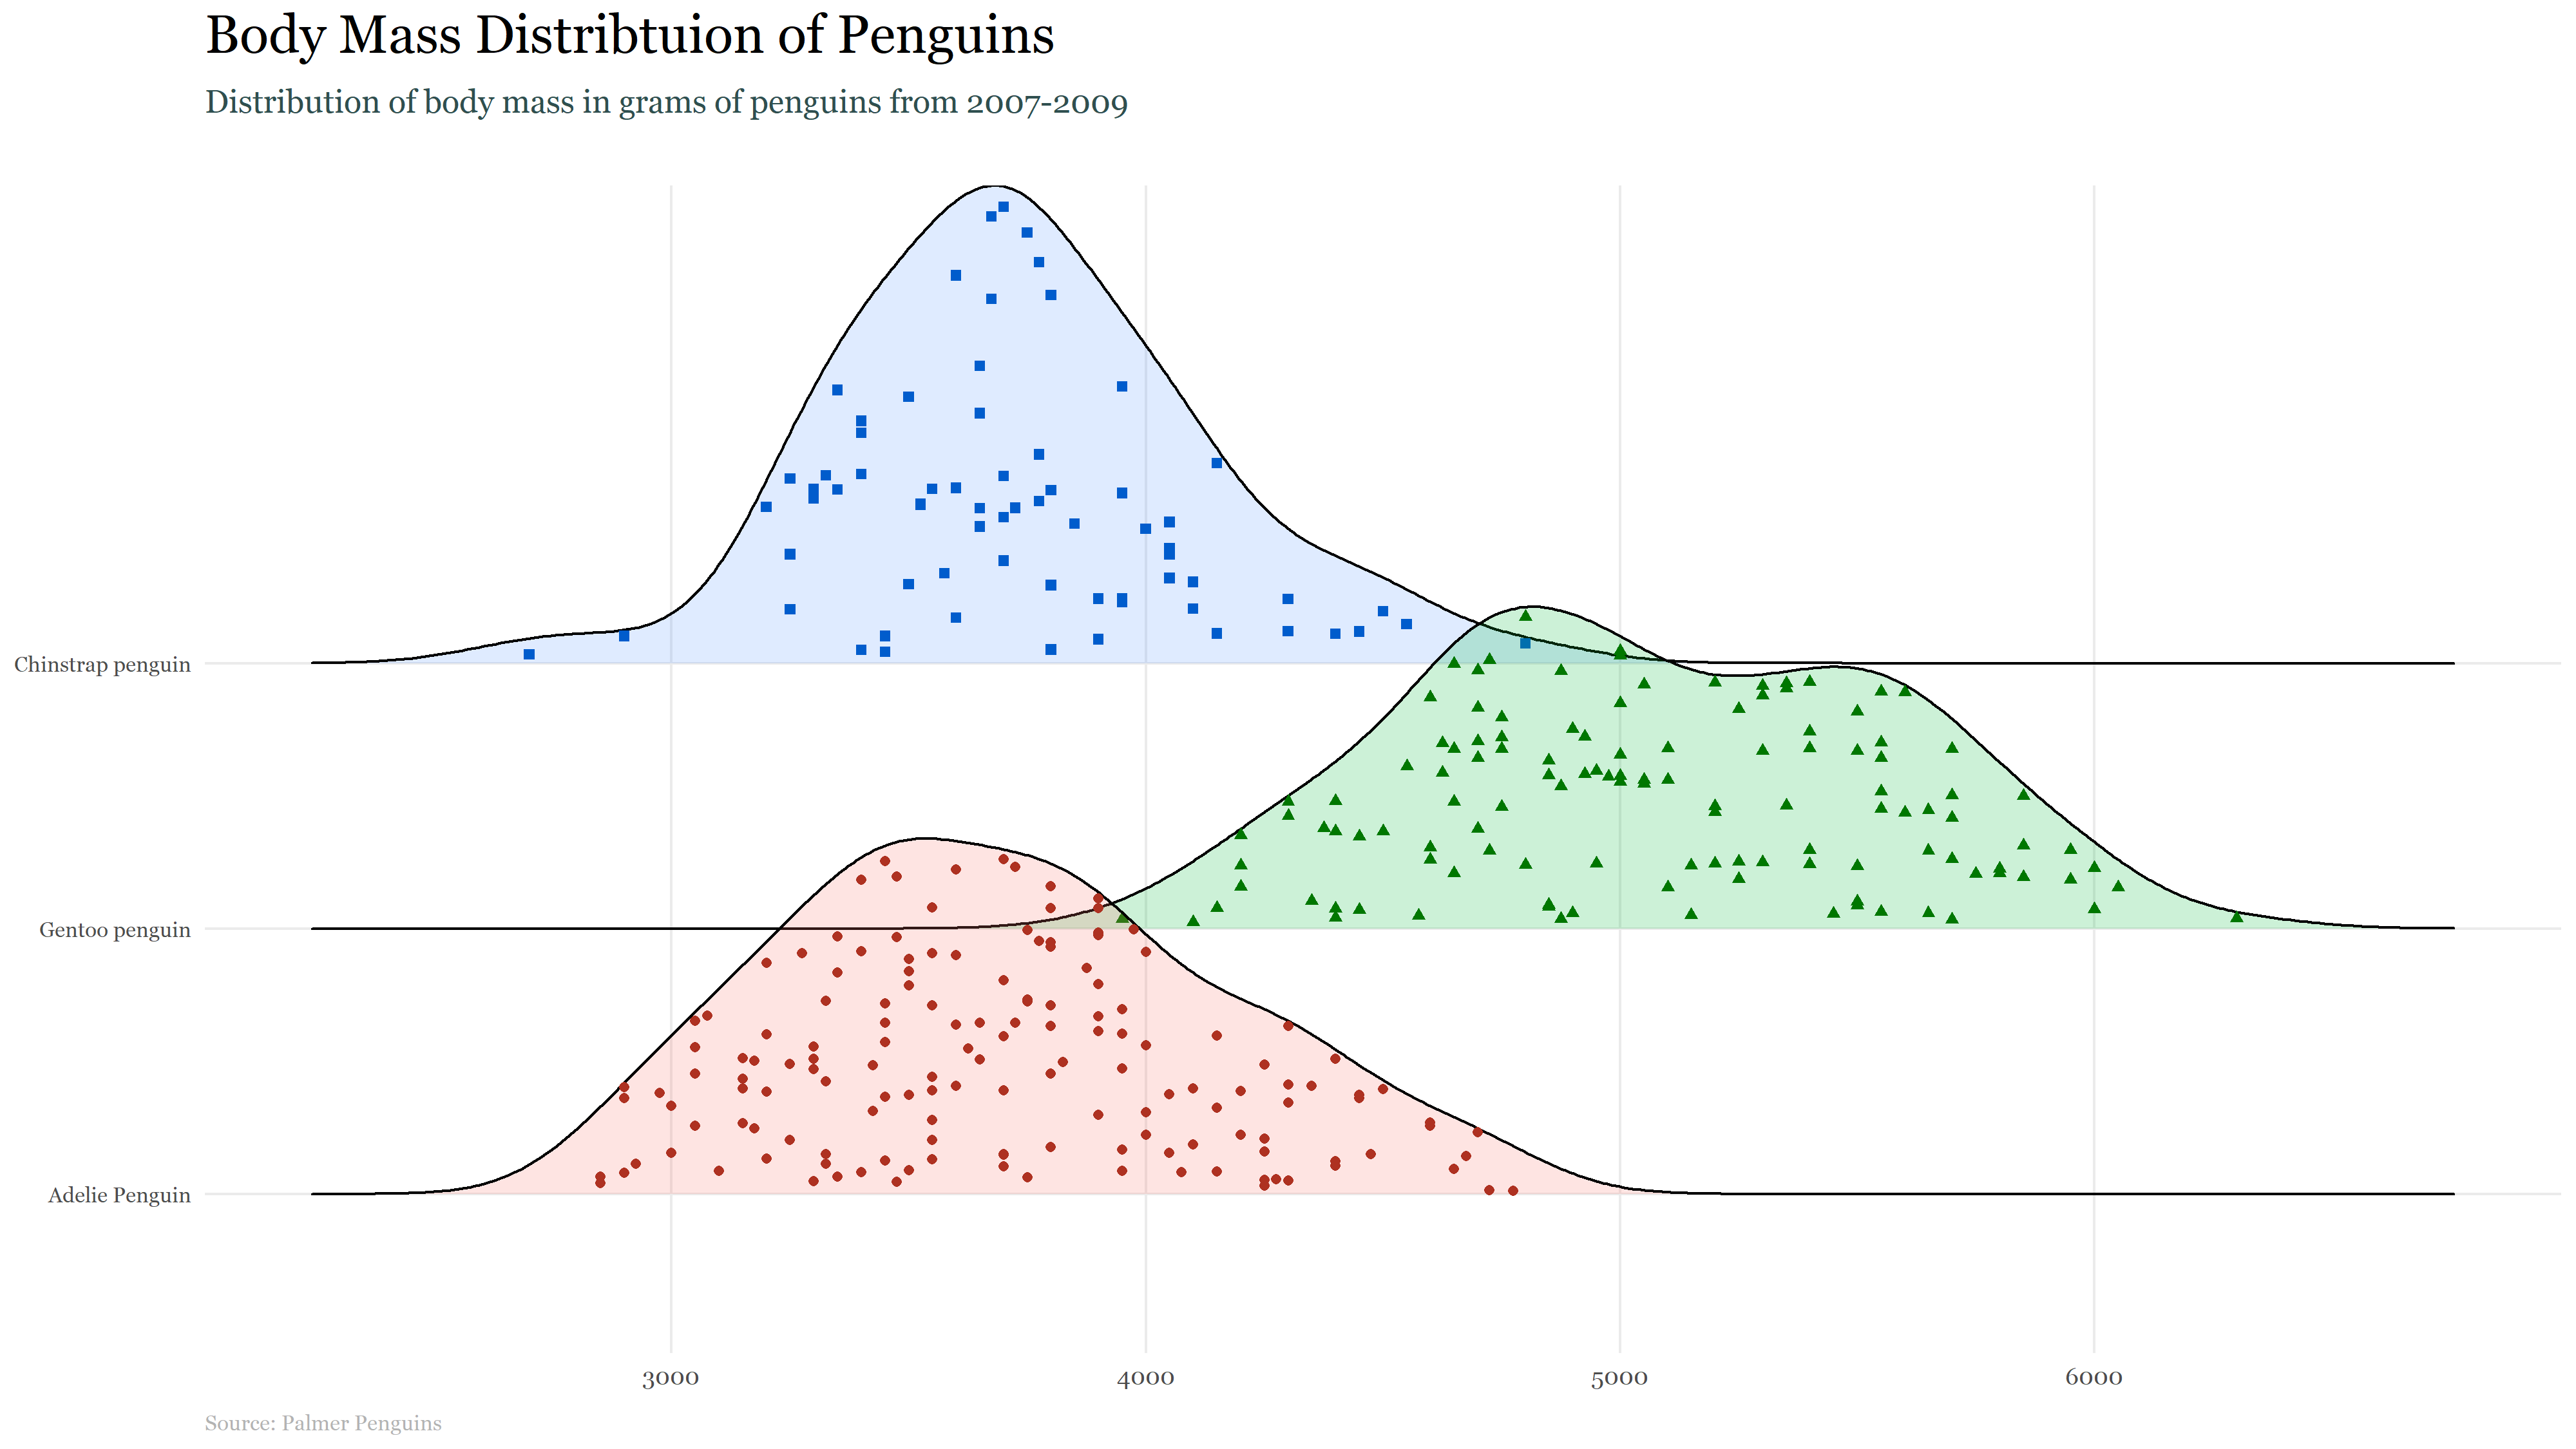 Body Mass Distribtuion of Penguins
Distribution of body mass in grams of penguins from 2007-2009
Chinstrap penguin
Gentoo penguin
Adelie Penguin
3000 4000 5000 6000
Source: Palmer Penguins